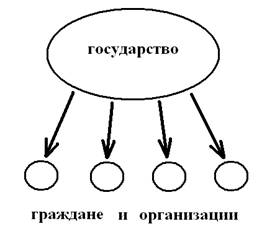 государство
граждане и организации